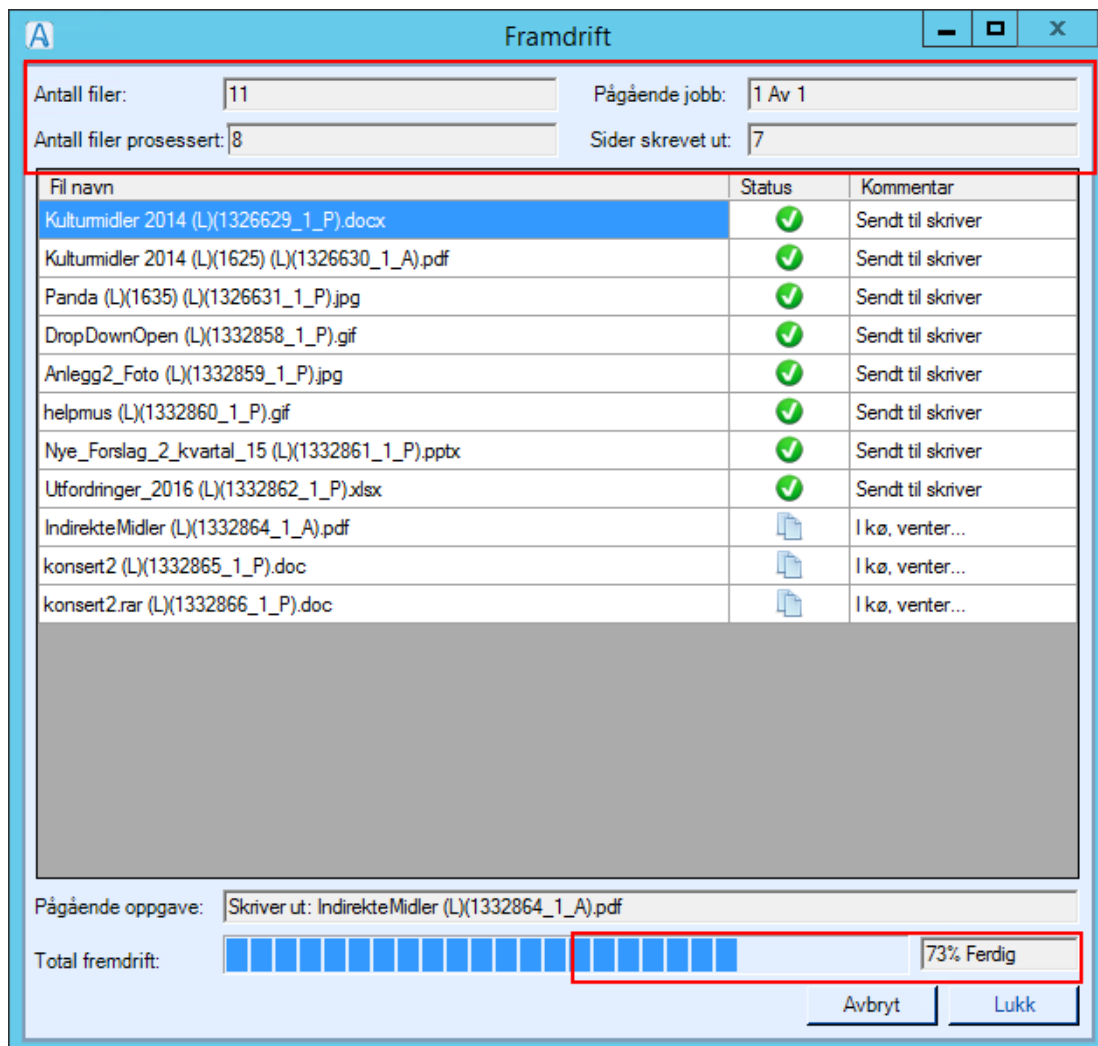 A Framdrift
Antall filer: 11 Pågående jobb: 1 Av 1
Antall filer prosessert: 8 Sider skrevet ut: 7
Fil navn Status Kommentar
Kulturmidler 2014 (L)(1326629_1_P).docx Sendt til skriver
Kulturmidler 2014 (L)(1625) (L)(1326630_1_A).pdf Sendt til skriver
Panda (L)(1635) (L)(1326631_1_P).jpg Sendt til skriver
DropDownOpen (L)(1332858_1_P).gif Sendt til skriver
Anlegg2_Foto (L)(1332859_1_P).jpg Sendt til skriver
helpmus (L)(1332860_1_P).gif Sendt til skriver
Nye_Forslag_2_kvartal_15 (L)(1332861_1_P).pptx Sendt til skriver
Utfordringer_2016 (L)(1332862_1_P).xlsx Sendt til skriver
IndirekteMidler (L)(1332864_1_A).pdf I kø, venter...
konsert2 (L)(1332865_1_P).doc I kø, venter...
konsert2.rar (L)(1332866_1_P).doc I kø, venter...
Pågående oppgave: Skriver ut: IndirekteMidler (L)(1332864_1_A).pdf
Total fremdrift: 73% Ferdig
Avbryt Lukk